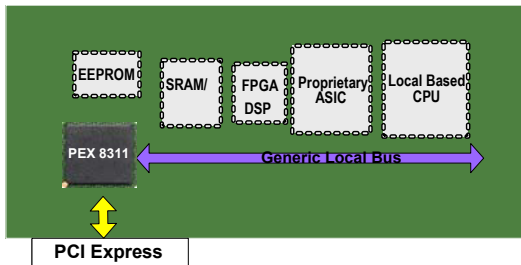 EEPROM
SRAM/
FPGA
DSP
Proprietary
ASIC
Local Based
CPU
PEX 8311
Generic Local Bus
PCI Express